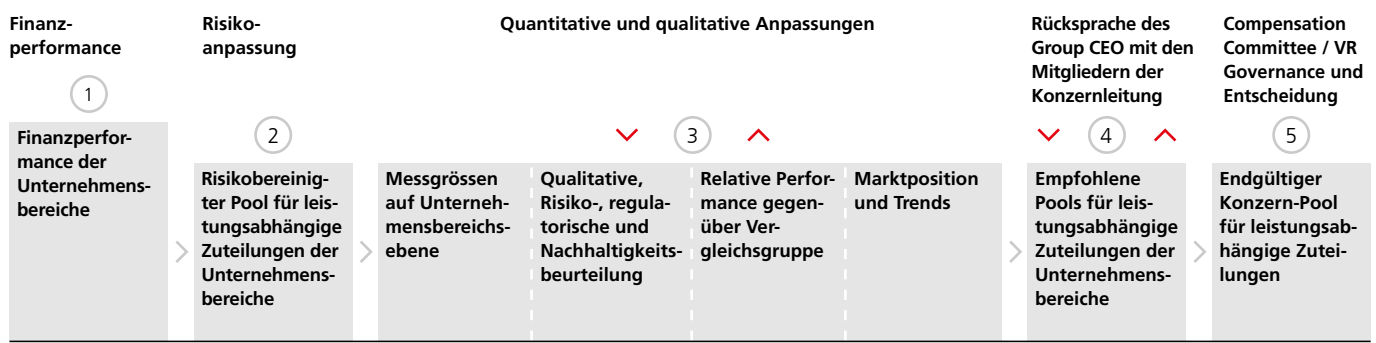 Finanz-
performance
1
Finanzperfor-
mance der
Unternehmens-
bereiche
Risiko-
anpassung
2
Risikobereinig-
ter Pool für leis-
tungsabhängige
Zuteilungen der
Unternehmens-
bereiche
Quantitative und qualitative Anpassungen
3
Messgrössen
auf Unterneh-
mensbereichs-
ebene
Qualitative,
Risiko-, regula-
torische und
Nachhaltigkeits-
beurteilung
Relative Perfor-
mance gegen-
über Ver-
gleichsgruppe
Marktposition
und Trends
Rücksprache des
Group CEO mit den
Mitgliedern der
Konzernleitung
4
Empfohlene
Pools für leis-
tungsabhängige
Zuteilungen der
Unternehmens-
bereiche
Compensation
Committee / VR
Governance und
Entscheidung
5
Endgültiger
Konzern-Pool
für leistungsab-
hängige Zutei-
lungen